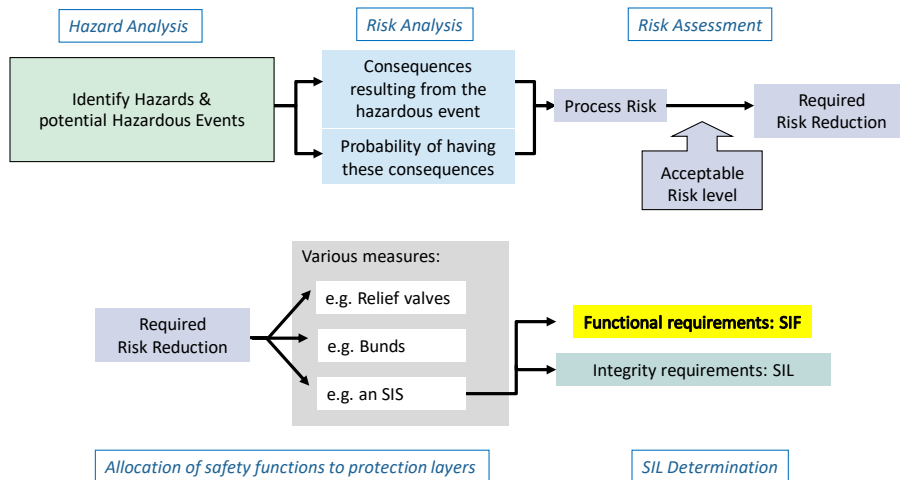 Hazard Analysis
Risk Analysis
Risk Assessment
Identify Hazards &
potential Hazardous Events
Consequences
resulting from the
hazardous event
Probability of having
these consequences
Process Risk
Required
Risk Reduction
Acceptable
Risk level
Various measures:
e.g. Relief valves
Required
Risk Reduction
e.g. Bunds
e.g. an SIS
Functional requirements: SIF
Integrity requirements: SIL
Allocation of safety functions to protection layers
SIL Determination